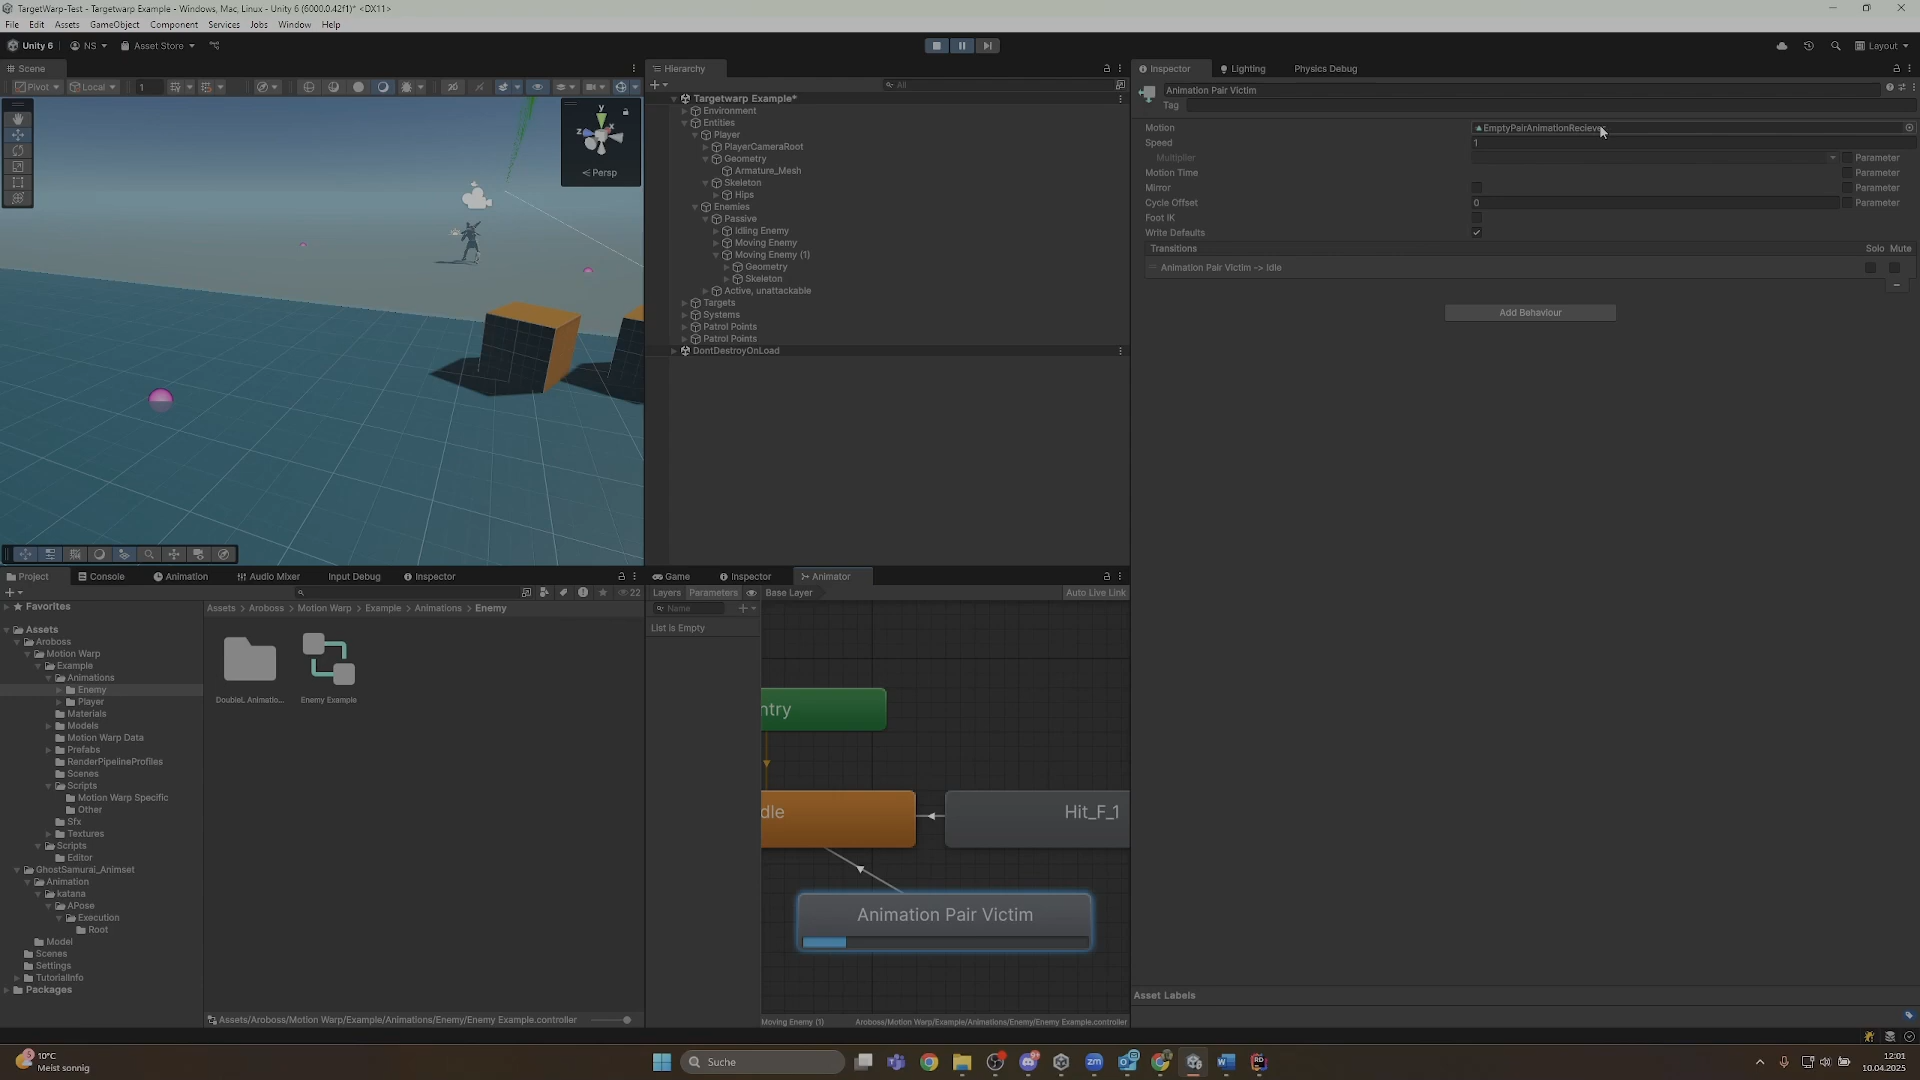 TargetWarp-Test - Targetwarp Example - Windows, Mac, Linux - Unity 6 (6000.0.42f1)* <DX11>
File Edit Assets GameObject Component Services Jobs Window Help
Unity 6 NS Asset Store Layout
Scene
Pivot Local 1 2D
y
x
z
Persp
Hierarchy
All
Targetwarp Example*
Environment
Entities
Player
PlayerCameraRoot
Geometry
Armature_Mesh
Skeleton
Hips
Enemies
Passive
Idling Enemy
Moving Enemy
Moving Enemy (1)
Geometry
Skeleton
Active, unattackable
Targets
Systems
Patrol Points
Patrol Points
DontDestroyOnLoad
Inspector Lighting Physics Debug
Animation Pair Victim
Tag
Motion EmptyPairAnimationReciever
Speed 1
Multiplier Parameter
Motion Time Parameter
Mirror Parameter
Cycle Offset 0 Parameter
Foot IK
Write Defaults
Transitions Solo Mute
Animation Pair Victim -> Idle
Add Behaviour
Asset Labels
Project Console Animation Audio Mixer Input Debug Inspector
22
Favorites
Assets
Aroboss
Motion Warp
Example
Animations
Enemy
Player
Materials
Models
Motion Warp Data
Prefabs
RenderPipelineProfiles
Scenes
Scripts
Motion Warp Specific
Other
Sfx
Textures
Scripts
Editor
GhostSamurai_Animset
Animation
katana
APose
Execution
Root
Model
Scenes
Settings
TutorialInfo
Packages
Assets > Aroboss > Motion Warp > Example > Animations > Enemy
DoubleL Animatio...
Enemy Example
Assets/Aroboss/Motion Warp/Example/Animations/Enemy/Enemy Example.controller
Game Inspector Animator
Layers Parameters Base Layer Auto Live Link
Name
List is Empty
ntry
dle
Hit_F_1
Animation Pair Victim
Moving Enemy (1) Aroboss/Motion Warp/Example/Animations/Enemy/Enemy Example.controller
10°C
Meist sonnig
Suche
12:01
10.04.2025